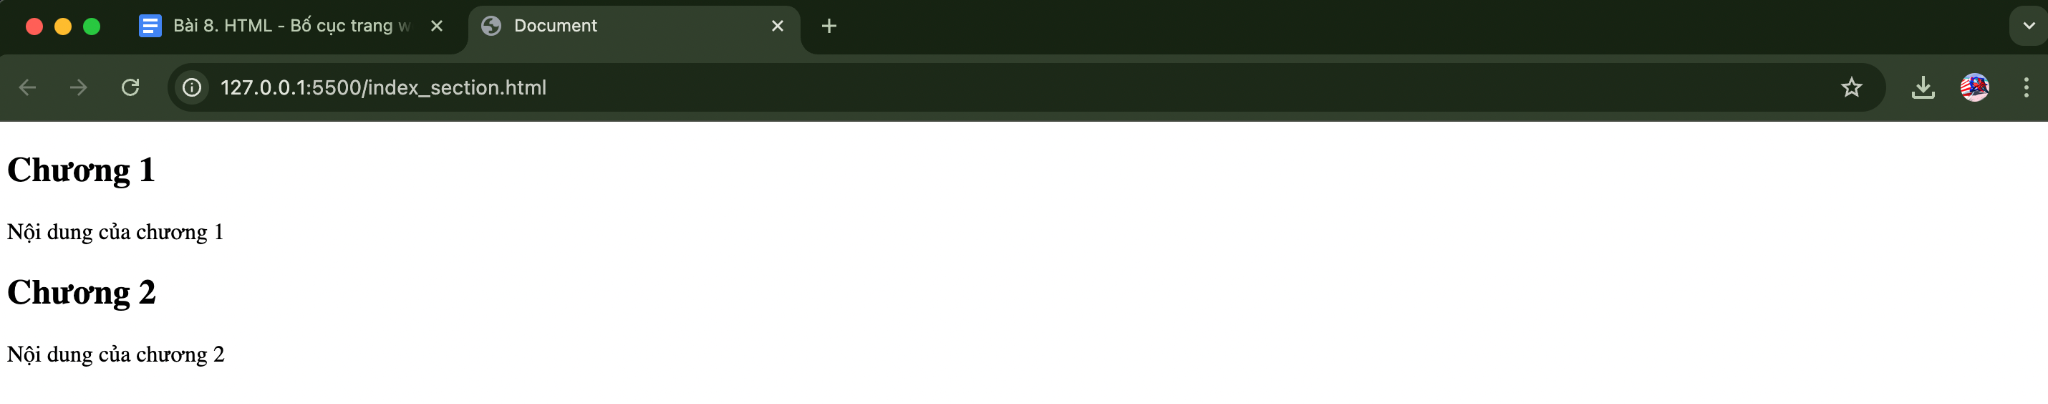 Bài 8. HTML - Bố cục trang w
Document
127.0.0.1:5500/index_section.html
Chương 1
Nội dung của chương 1
Chương 2
Nội dung của chương 2